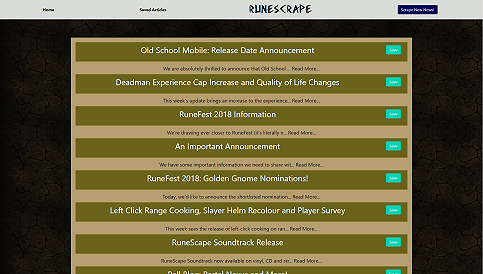 Home
Saved Articles
RUNESCRAPE
Scrape New News!
Old School Mobile: Release Date Announcement
Save
We are absolutely thrilled to announce that Old School ... Read More...
Deadman Experience Cap Increase and Quality of Life Changes
Save
This week's update brings an increase to the experience... Read More...
RuneFest 2018 Information
Save
We're drawing ever closer to RuneFest (it's literally n... Read More...
An Important Announcement
Save
We have some important information we need to share wit... Read More...
RuneFest 2018: Golden Gnome Nominations!
Save
Today, we'd like to announce the shortlisted nomination... Read More...
Left Click Range Cooking, Slayer Helm Recolour and Player Survey
Save
This week sees the release of left-click cooking on ran... Read More...
RuneScape Soundtrack Release
Save
RuneScape Soundtrack now available on vinyl, CD and str... Read More...